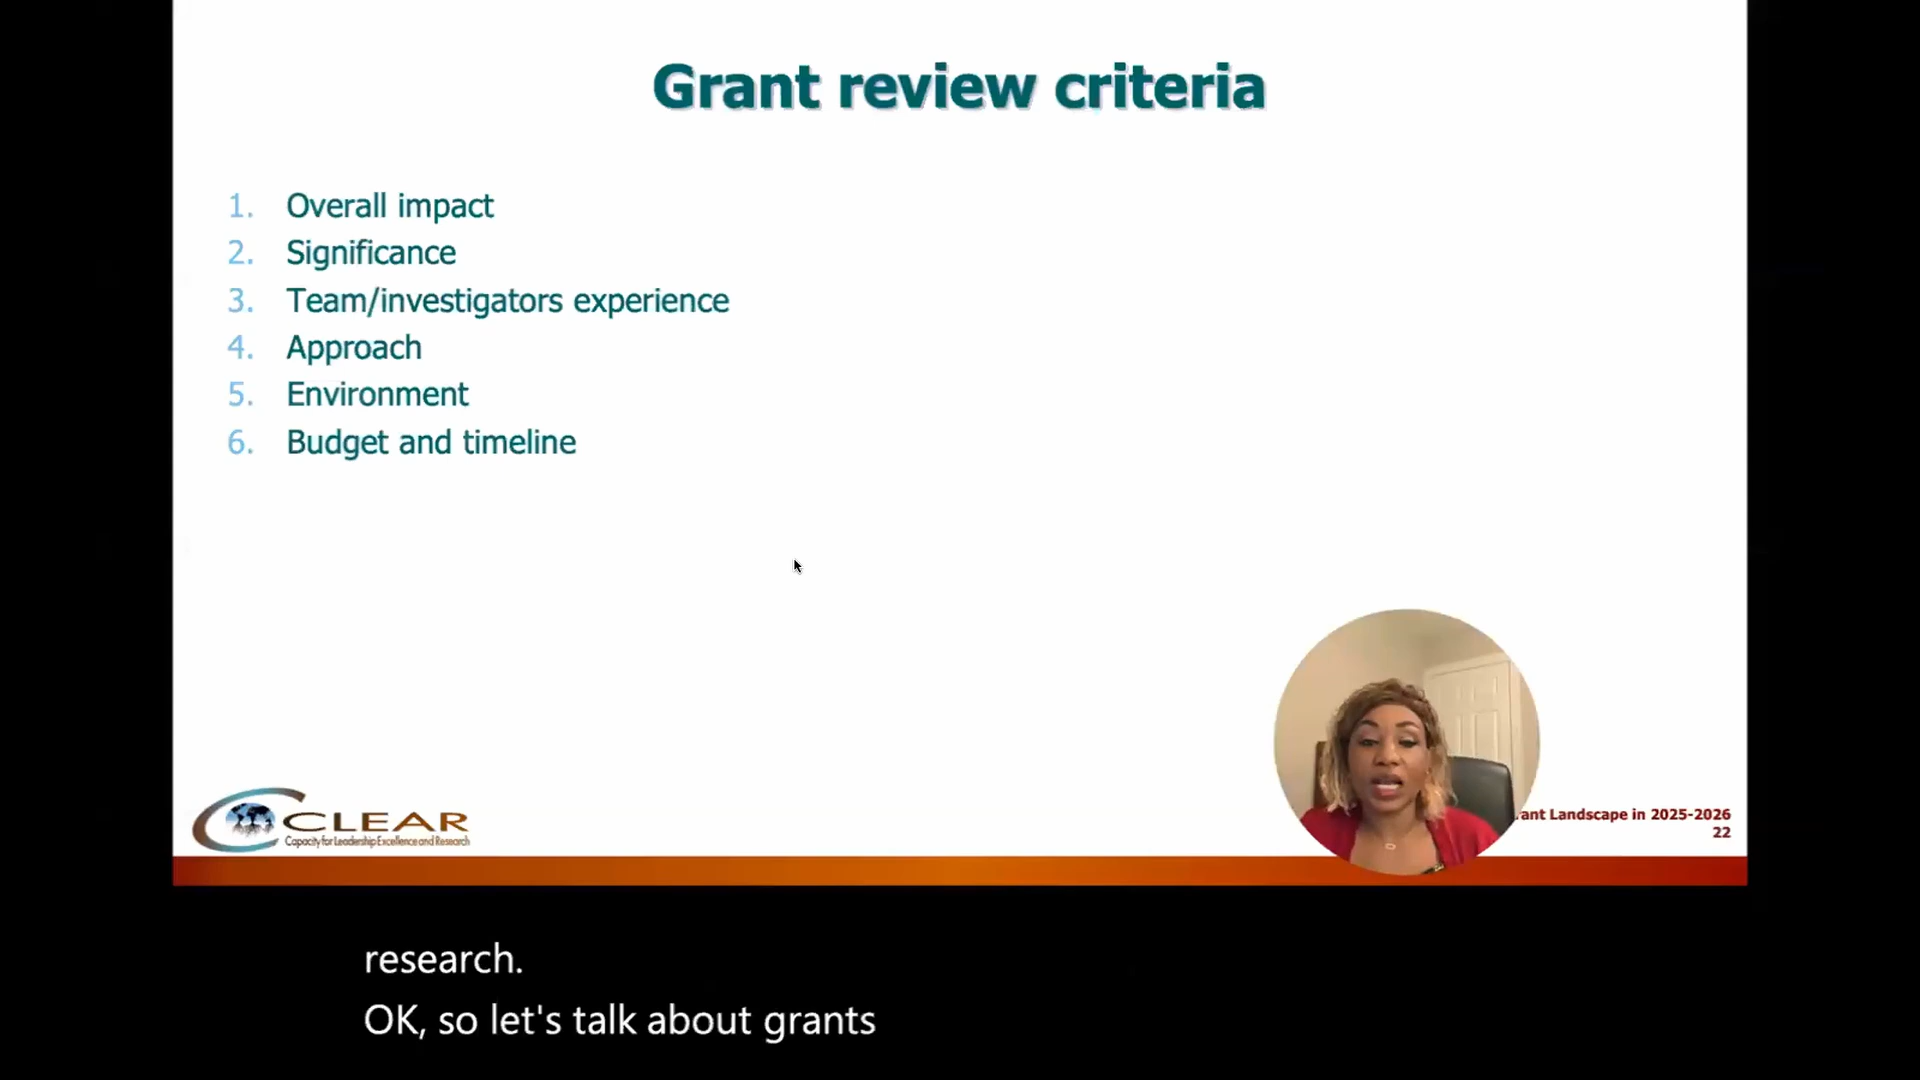 Grant review criteria
1. Overall impact
2. Significance
3. Team/investigators experience
4. Approach
5. Environment
6. Budget and timeline
CLEAR
Capacity for Leadership Excellence and Research
Landscape in 2025-2026
22
research.
OK, so let's talk about grants